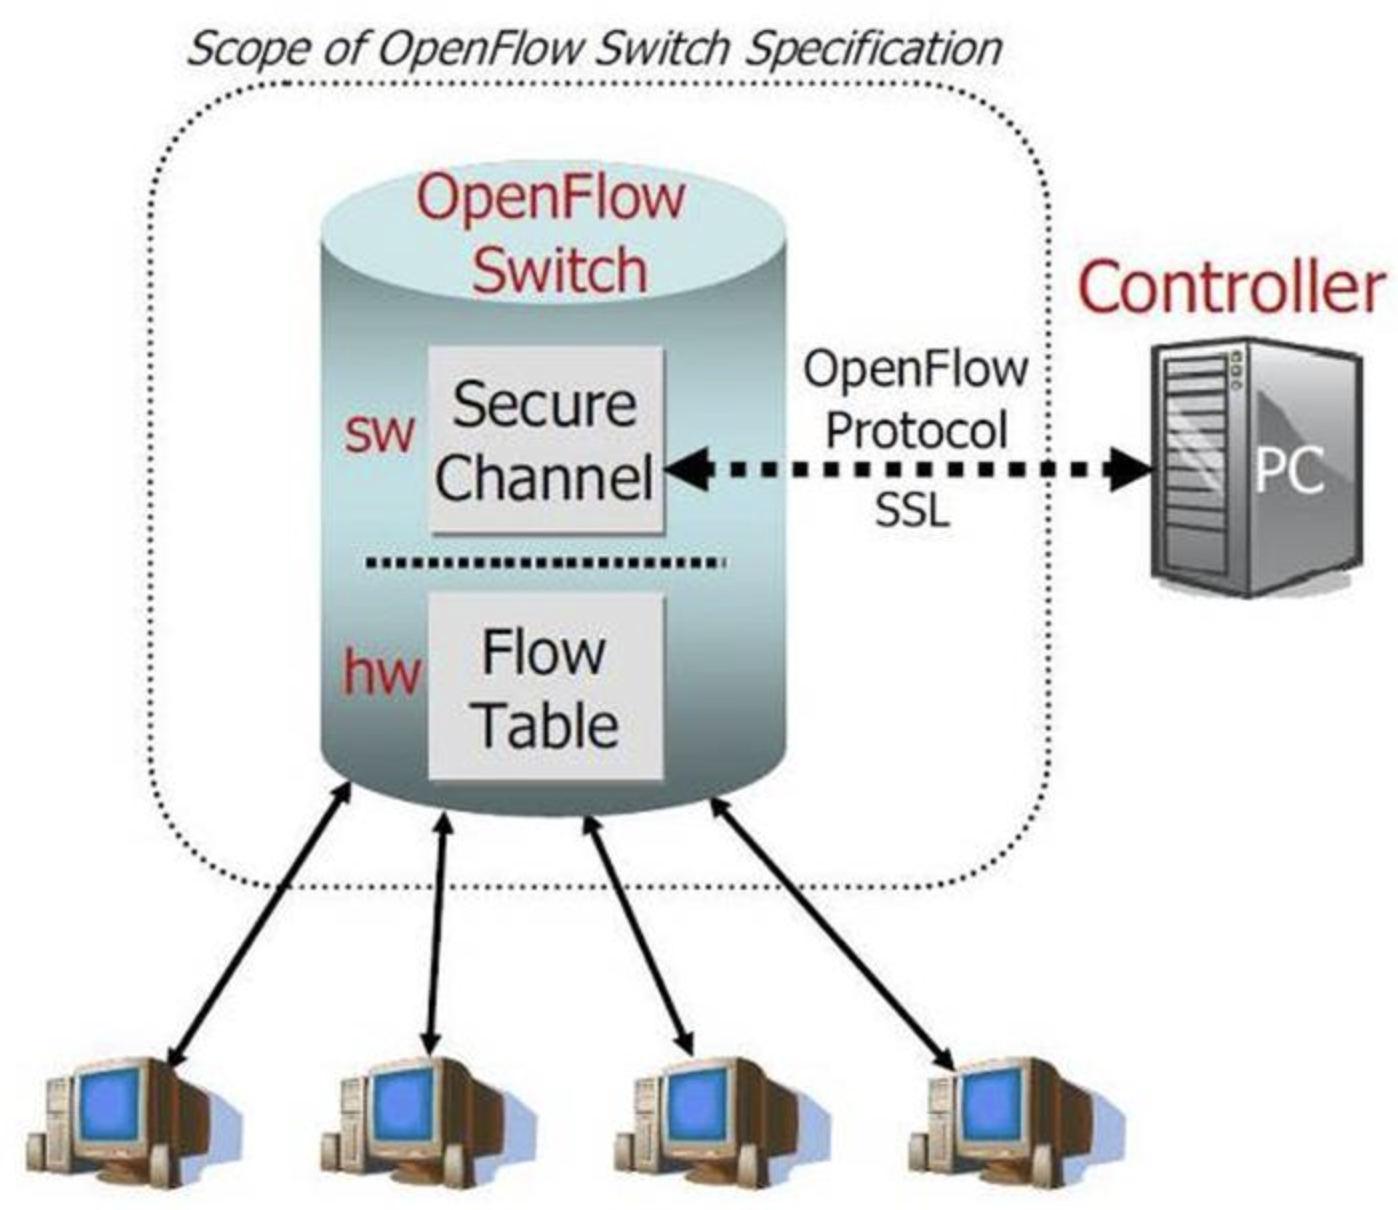 Scope of OpenFlow Switch Specification
OpenFlow
Switch
Controller
sw
Secure
Channel
OpenFlow
Protocol
SSL
PC
hw
Flow
Table